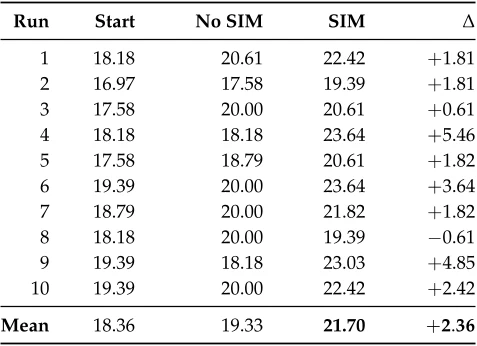 Run Start No SIM SIM Δ
1 18.18 20.61 22.42 +1.81
2 16.97 17.58 19.39 +1.81
3 17.58 20.00 20.61 +0.61
4 18.18 18.18 23.64 +5.46
5 17.58 18.79 20.61 +1.82
6 19.39 20.00 23.64 +3.64
7 18.79 20.00 21.82 +1.82
8 18.18 20.00 19.39 −0.61
9 19.39 18.18 23.03 +4.85
10 19.39 20.00 22.42 +2.42
Mean 18.36 19.33 21.70 +2.36